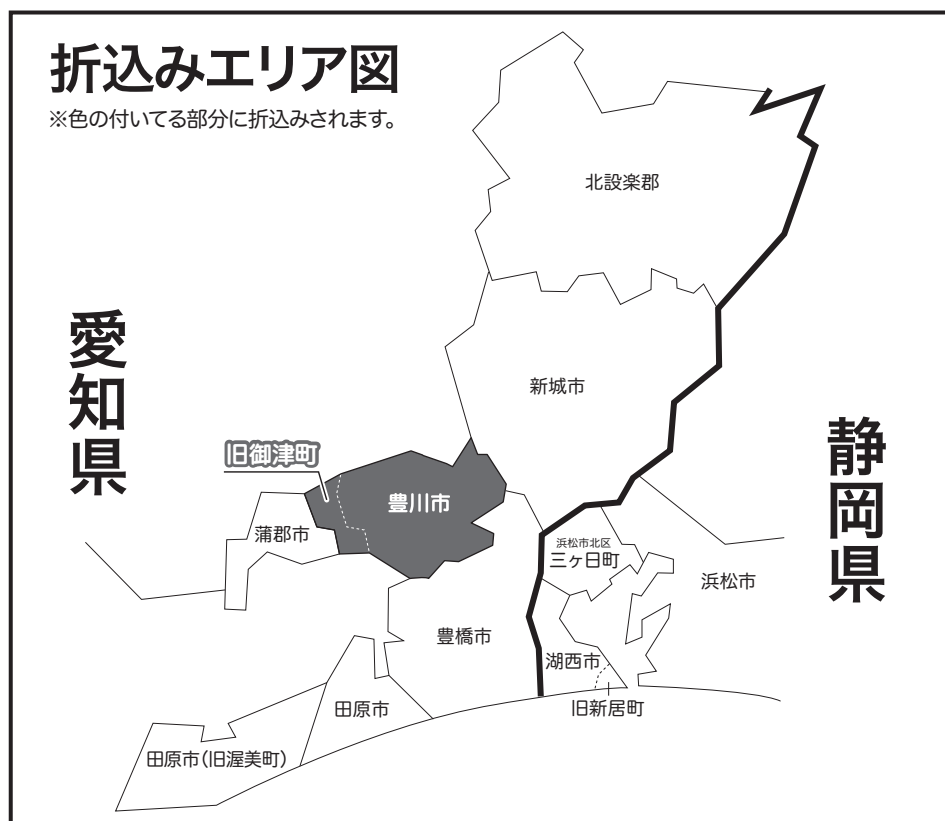 折込みエリア図
※色の付いてる部分に折込みされます。
北設楽郡
愛知県
新城市
静岡県
旧御津町
豊川市
蒲郡市
浜松市北区
三ヶ日町
浜松市
豊橋市
湖西市
田原市
旧新居町
田原市(旧渥美町)